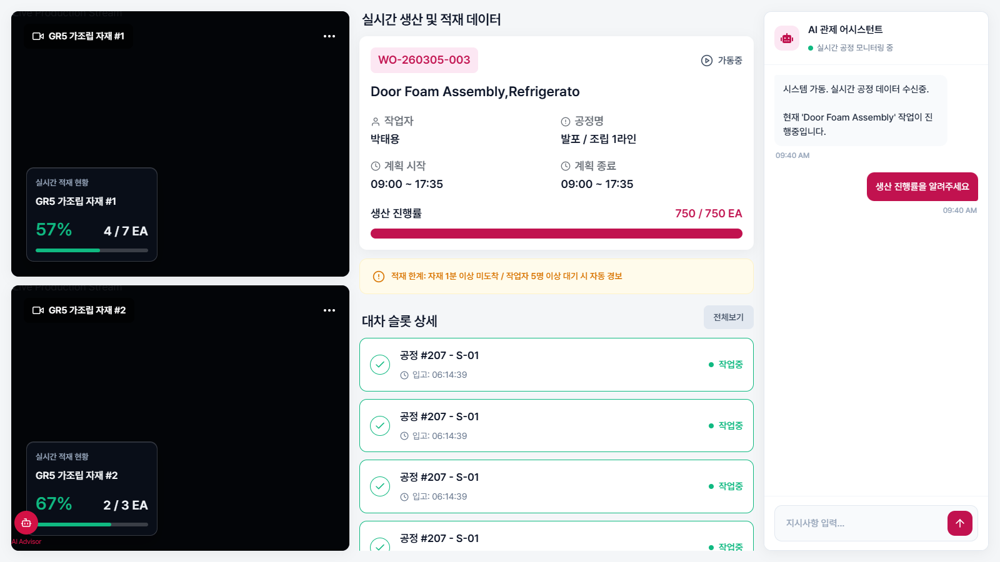 Live Production Stream
GR5 가조립 자재 #1
실시간 적재 현황
GR5 가조립 자재 #1
57%
4 / 7 EA
Live Production Stream
GR5 가조립 자재 #2
실시간 적재 현황
GR5 가조립 자재 #2
67%
2 / 3 EA
AI Advisor
실시간 생산 및 적재 데이터
WO-260305-003
가동중
Door Foam Assembly,Refrigerato
작업자
박태용
공정명
발포 / 조립 1라인
계획 시작
09:00 ~ 17:35
계획 종료
09:00 ~ 17:35
생산 진행률
750 / 750 EA
적재 한계: 자재 1분 이상 미도착 / 작업자 5명 이상 대기 시 자동 경보
대차 슬롯 상세
전체보기
공정 #207 - S-01
입고: 06:14:39
작업중
공정 #207 - S-01
입고: 06:14:39
작업중
공정 #207 - S-01
입고: 06:14:39
작업중
공정 #207 - S-01
작업중
AI 관제 어시스턴트
실시간 공정 모니터링 중
시스템 가동. 실시간 공정 데이터 수신중.
현재 'Door Foam Assembly' 작업이 진
행중입니다.
09:40 AM
생산 진행률을 알려주세요
09:40 AM
지시사항 입력...